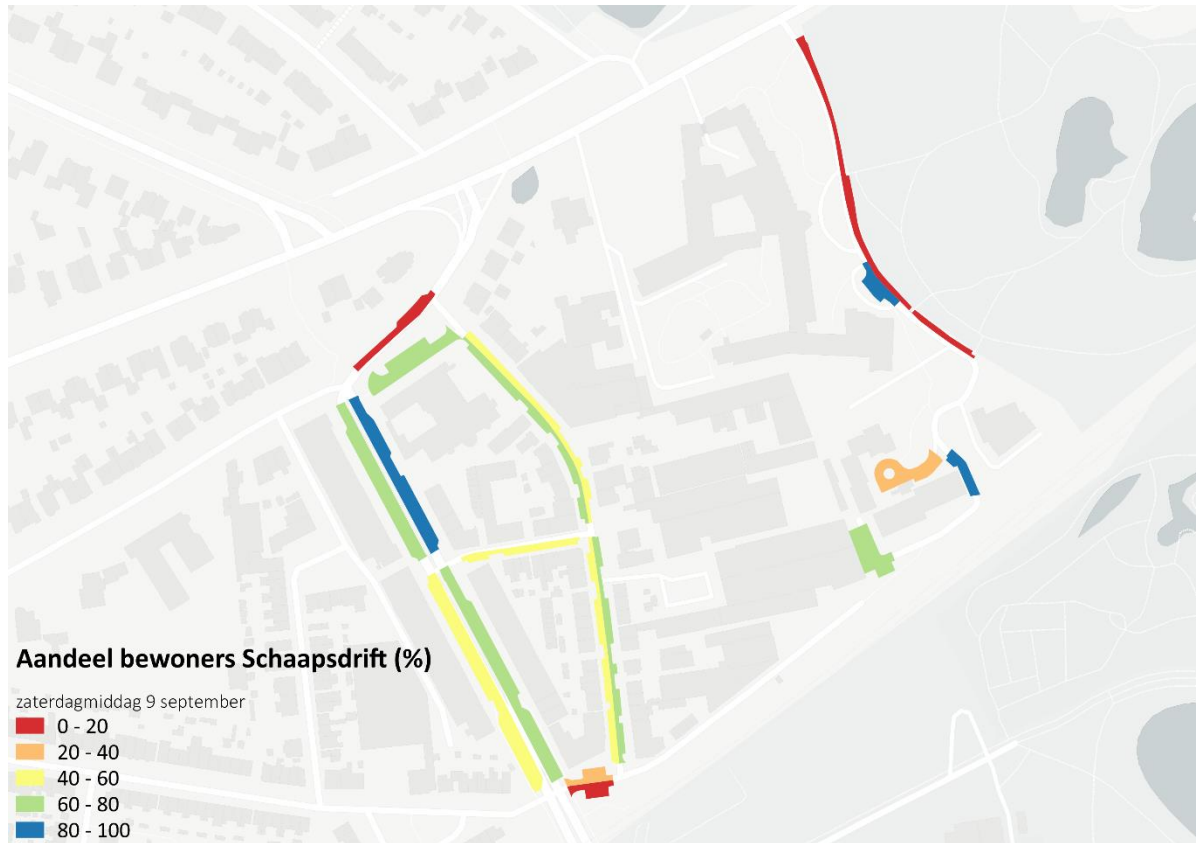 Aandeel bewoners Schaapsdrift (%)
zaterdagmiddag 9 september
0 - 20
20 - 40
40 - 60
60 - 80
80 - 100